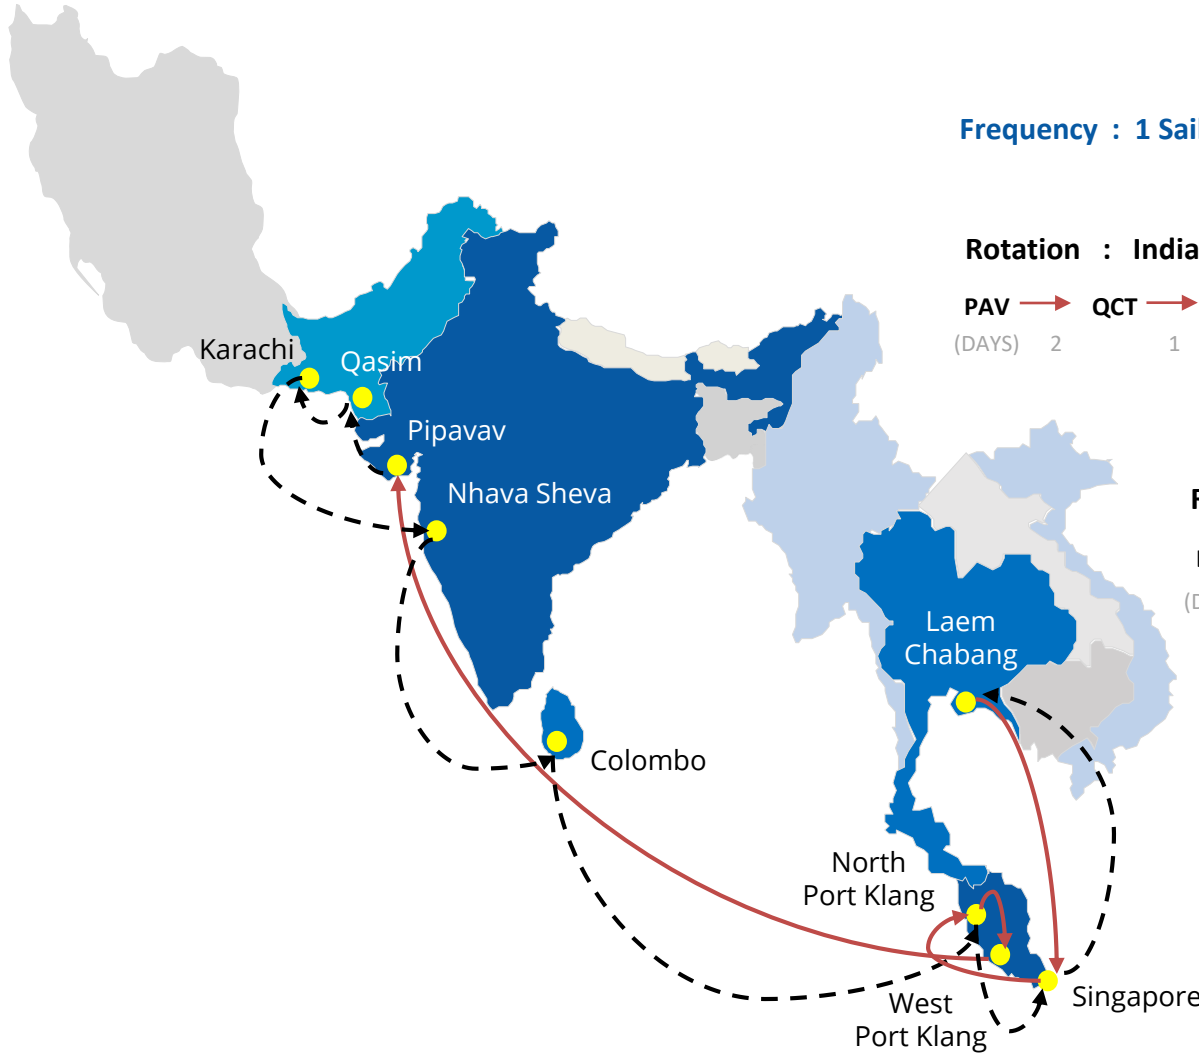 Frequency : 1 Sail
Rotation : India
PAV QCT
(DAYS) 2 1
Karachi
Qasim
Pipavav
Nhava Sheva
Laem
Chabang
Colombo
North
Port Klang
West
Port Klang
Singapore